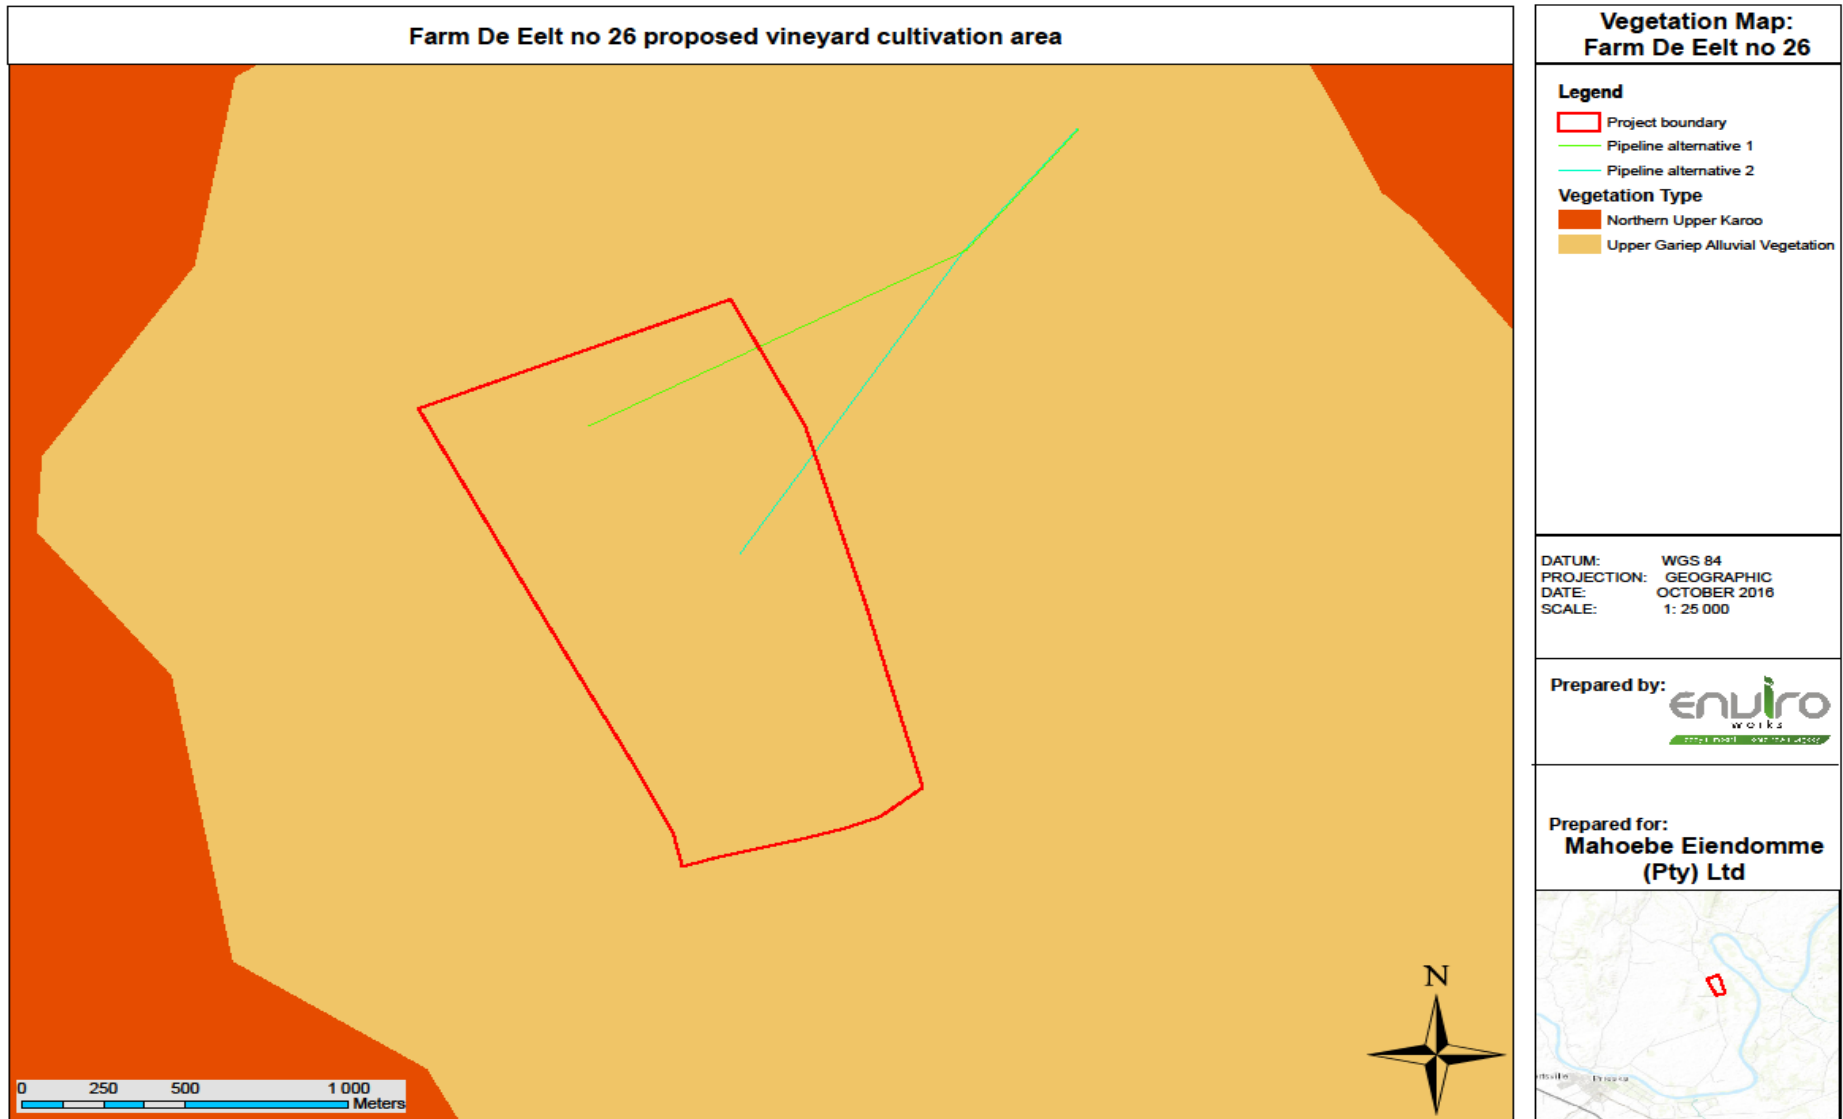 Farm De Eelt no 26 proposed vineyard cultivation area
Vegetation Map:
Farm De Eelt no 26
Legend
Project boundary
Pipeline alternative 1
Pipeline alternative 2
Vegetation Type
Northern Upper Karoo
Upper Gariep Alluvial Vegetation
DATUM: WGS 84
PROJECTION: GEOGRAPHIC
DATE: OCTOBER 2016
SCALE: 1: 25 000
Prepared by:
enviro
works
Prepared for:
Mahoebe Eiendomme
(Pty) Ltd
Prieska
N
0 250 500 1 000
Meters